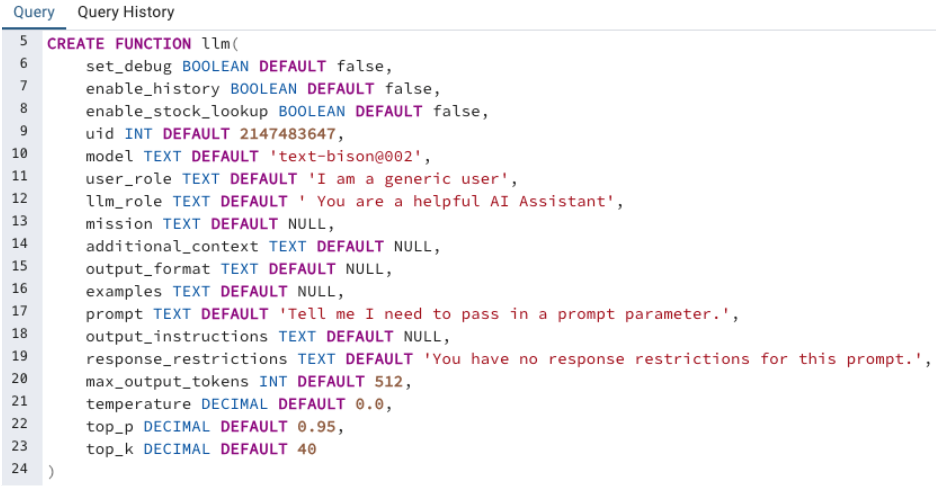 Query Query History
5 CREATE FUNCTION llm(
6 set_debug BOOLEAN DEFAULT false,
7 enable_history BOOLEAN DEFAULT false,
8 enable_stock_lookup BOOLEAN DEFAULT false,
9 uid INT DEFAULT 2147483647,
10 model TEXT DEFAULT 'text-bison@002',
11 user_role TEXT DEFAULT 'I am a generic user',
12 llm_role TEXT DEFAULT ' You are a helpful AI Assistant',
13 mission TEXT DEFAULT NULL,
14 additional_context TEXT DEFAULT NULL,
15 output_format TEXT DEFAULT NULL,
16 examples TEXT DEFAULT NULL,
17 prompt TEXT DEFAULT 'Tell me I need to pass in a prompt parameter.',
18 output_instructions TEXT DEFAULT NULL,
19 response_restrictions TEXT DEFAULT 'You have no response restrictions for this prompt.',
20 max_output_tokens INT DEFAULT 512,
21 temperature DECIMAL DEFAULT 0.0,
22 top_p DECIMAL DEFAULT 0.95,
23 top_k DECIMAL DEFAULT 40
24 )